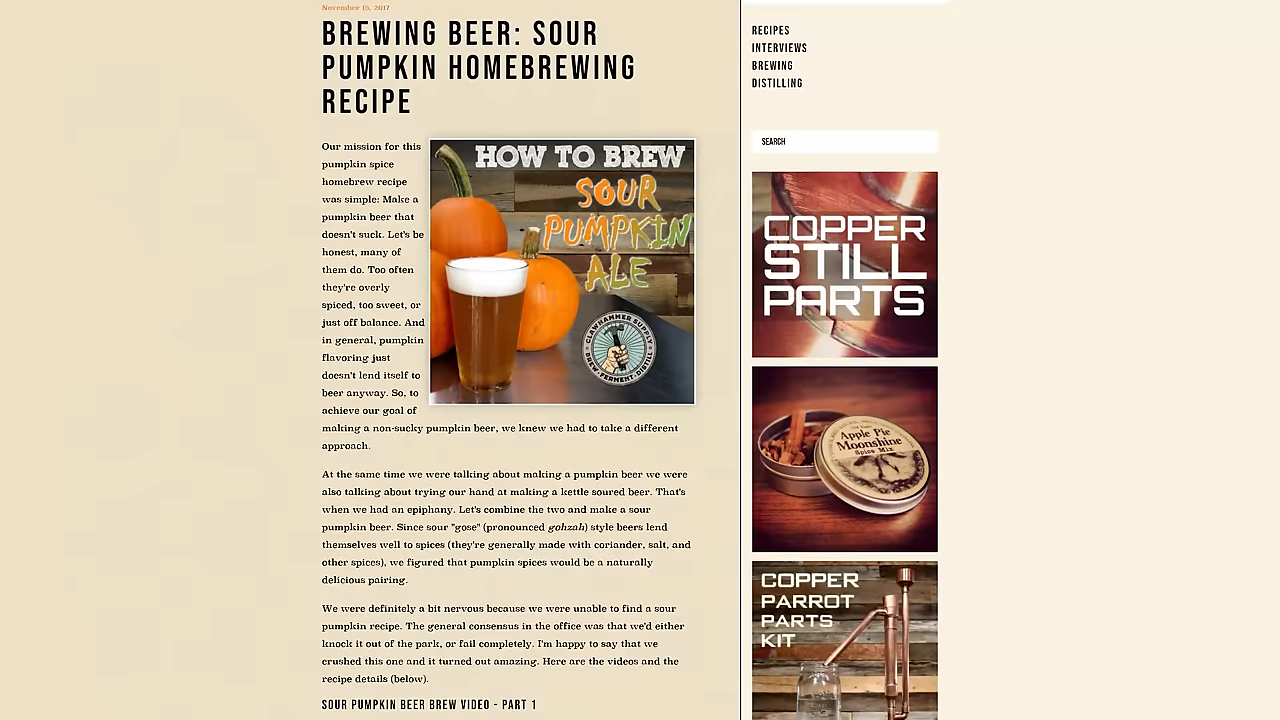 November 15, 2017
BREWING BEER: SOUR
PUMPKIN HOMEBREWING
RECIPE
Our mission for this
pumpkin spice
homebrew recipe
was simple: Make a
pumpkin beer that
doesn't suck. Let's be
honest, many of
them do. Too often
they're overly
spiced, too sweet, or
just off balance. And
in general, pumpkin
flavoring just
doesn't lend itself to
beer anyway. So, to
achieve our goal of
making a non-sucky pumpkin beer, we knew we had to take a different
approach.
HOW TO BREW
SOUR
PUMPKIN
ALE
CLAWHAMMER SUPPLY
BREW·FERMENT·DISTILL
At the same time we were talking about making a pumpkin beer we were
also talking about trying our hand at making a kettle soured beer. That's
when we had an epiphany. Let's combine the two and make a sour
pumpkin beer. Since sour "gose" (pronounced gohzah) style beers lend
themselves well to spices (they're generally made with coriander, salt, and
other spices), we figured that pumpkin spices would be a naturally
delicious pairing.
We were definitely a bit nervous because we were unable to find a sour
pumpkin recipe. The general consensus in the office was that we'd either
knock it out of the park, or fail completely. I'm happy to say that we
crushed this one and it turned out amazing. Here are the videos and the
recipe details (below).
SOUR PUMPKIN BEER BREW VIDEO - PART 1
RECIPES
INTERVIEWS
BREWING
DISTILLING
SEARCH
COPPER
STILL
PARTS
Apple Pie
Moonshine
Spice Mix
COPPER
PARROT
PARTS
KIT